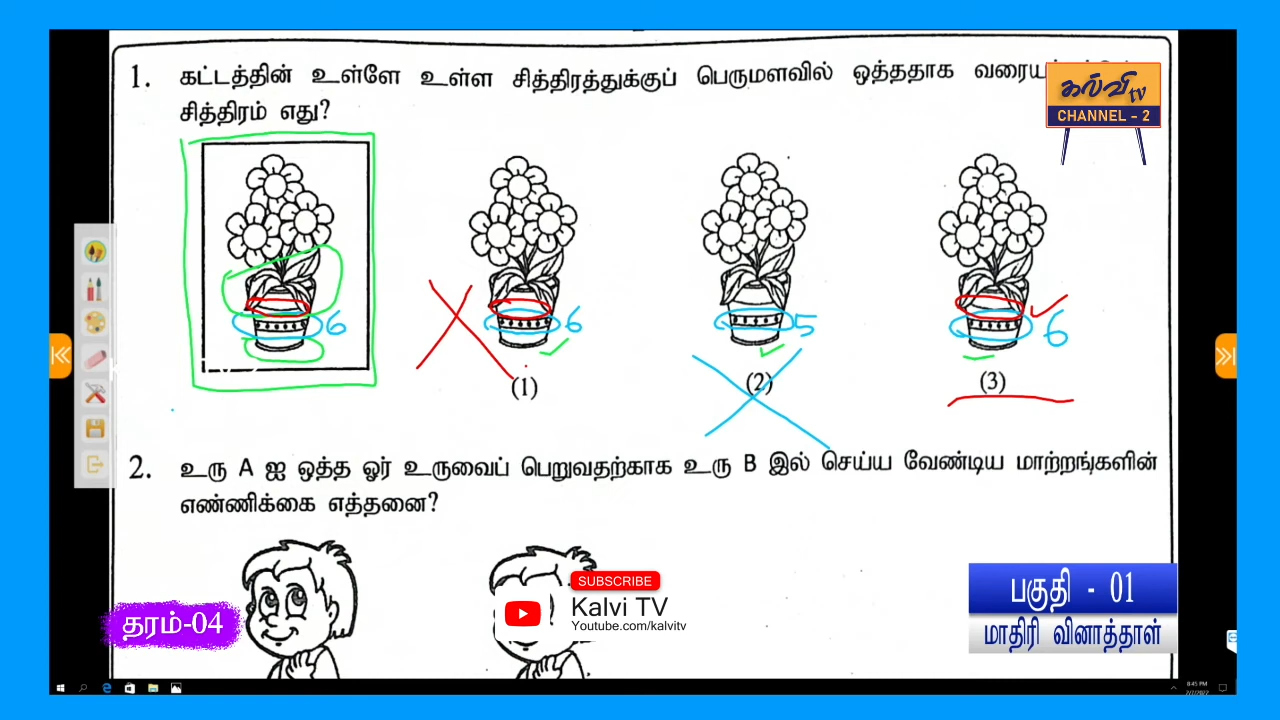 1. கட்டத்தின் உள்ளே உள்ள சித்திரத்துக்குப் பெருமளவில் ஒத்ததாக
சித்திரம் எது?
கல்வி tv
CHANNEL - 2
6
6
5
6
(1)
(2)
(3)
2. உரு A ஐ ஒத்த ஓர் உருவைப் பெறுவதற்காக உரு B இல் செய்ய வேண்டிய மாற்றங்களின்
எண்ணிக்கை எத்தனை?
தரம்-04
SUBSCRIBE
Kalvi TV
Youtube.com/kalvitv
பகுதி - 01
மாதிரி வினாத்தாள்